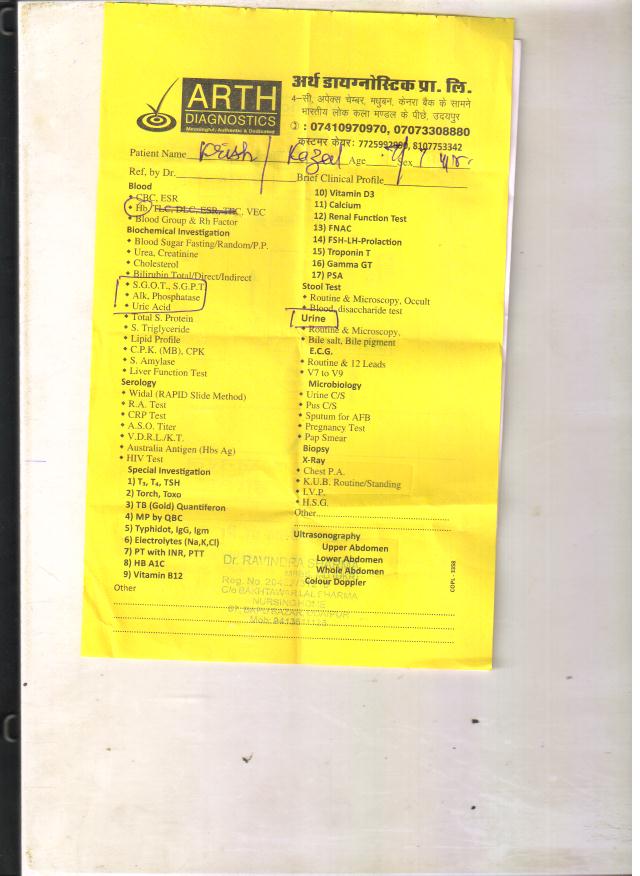 ARTH
DIAGNOSTICS
Meaningful, Authentic & Dedicated
अर्थ डायग्नोस्टिक प्रा. लि.
4–सी, अपेक्स चेम्बर, मधुबन, केनरा बैंक के सामने
भारतीय लोक कला मण्डल के पीछे, उदयपुर
: 07410970970, 07073308880
कस्टमर केयर: 8107753342
Patient Name Krish / Age Sex
Ref, by Dr. Brief Clinical Profile
Blood
CBC, ESR
Hb TLC, DLC, ESR, TRC, VEC
Blood Group & Rh Factor
Biochemical Investigation
Blood Sugar Fasting/Random/P.P.
Urea, Creatinine
Cholesterol
Bilirubin Total/Direct/Indirect
S.G.O.T., S.G.P.T
Alk. Phosphatase
Uric Acid
Total S. Protein
S. Triglyceride
Lipid Profile
C.P.K. (MB), CPK
S. Amylase
Liver Function Test
Serology
Widal (RAPID Slide Method)
R.A. Test
CRP Test
A.S.O. Titer
V.D.R.L./K.T.
Australia Antigen (Hbs Ag)
HIV Test
Special Investigation
1) T₃, T₄, TSH
2) Torch, Toxo
3) TB (Gold) Quantiferon
4) MP by QBC
5) Typhidot, IgG, Igm
6) Electrolytes (Na,K,Cl)
7) PT with INR, PTT
8) HB A1C
9) Vitamin B12
Other
10) Vitamin D3
11) Calcium
12) Renal Function Test
13) FNAC
14) FSH-LH-Prolaction
15) Troponin T
16) Gamma GT
17) PSA
Stool Test
Routine & Microscopy, Occult
Blood, disaccharide test
Urine
Routine & Microscopy,
Bile salt, Bile pigment
E.C.G.
Routine & 12 Leads
V7 to V9
Microbiology
Urine C/S
Pus C/S
Sputum for AFB
Pregnancy Test
Pap Smear
Biopsy
X-Ray
Chest P.A.
K.U.B. Routine/Standing
I.V.P.
H.S.G.
Other
Ultrasonography
Upper Abdomen
Lower Abdomen
Whole Abdomen
Colour Doppler
Dr. RAVINDRA
Reg. No.
C/o BAKHTAWARLAL DHARMA
NURSING HOME
COPL - 1358